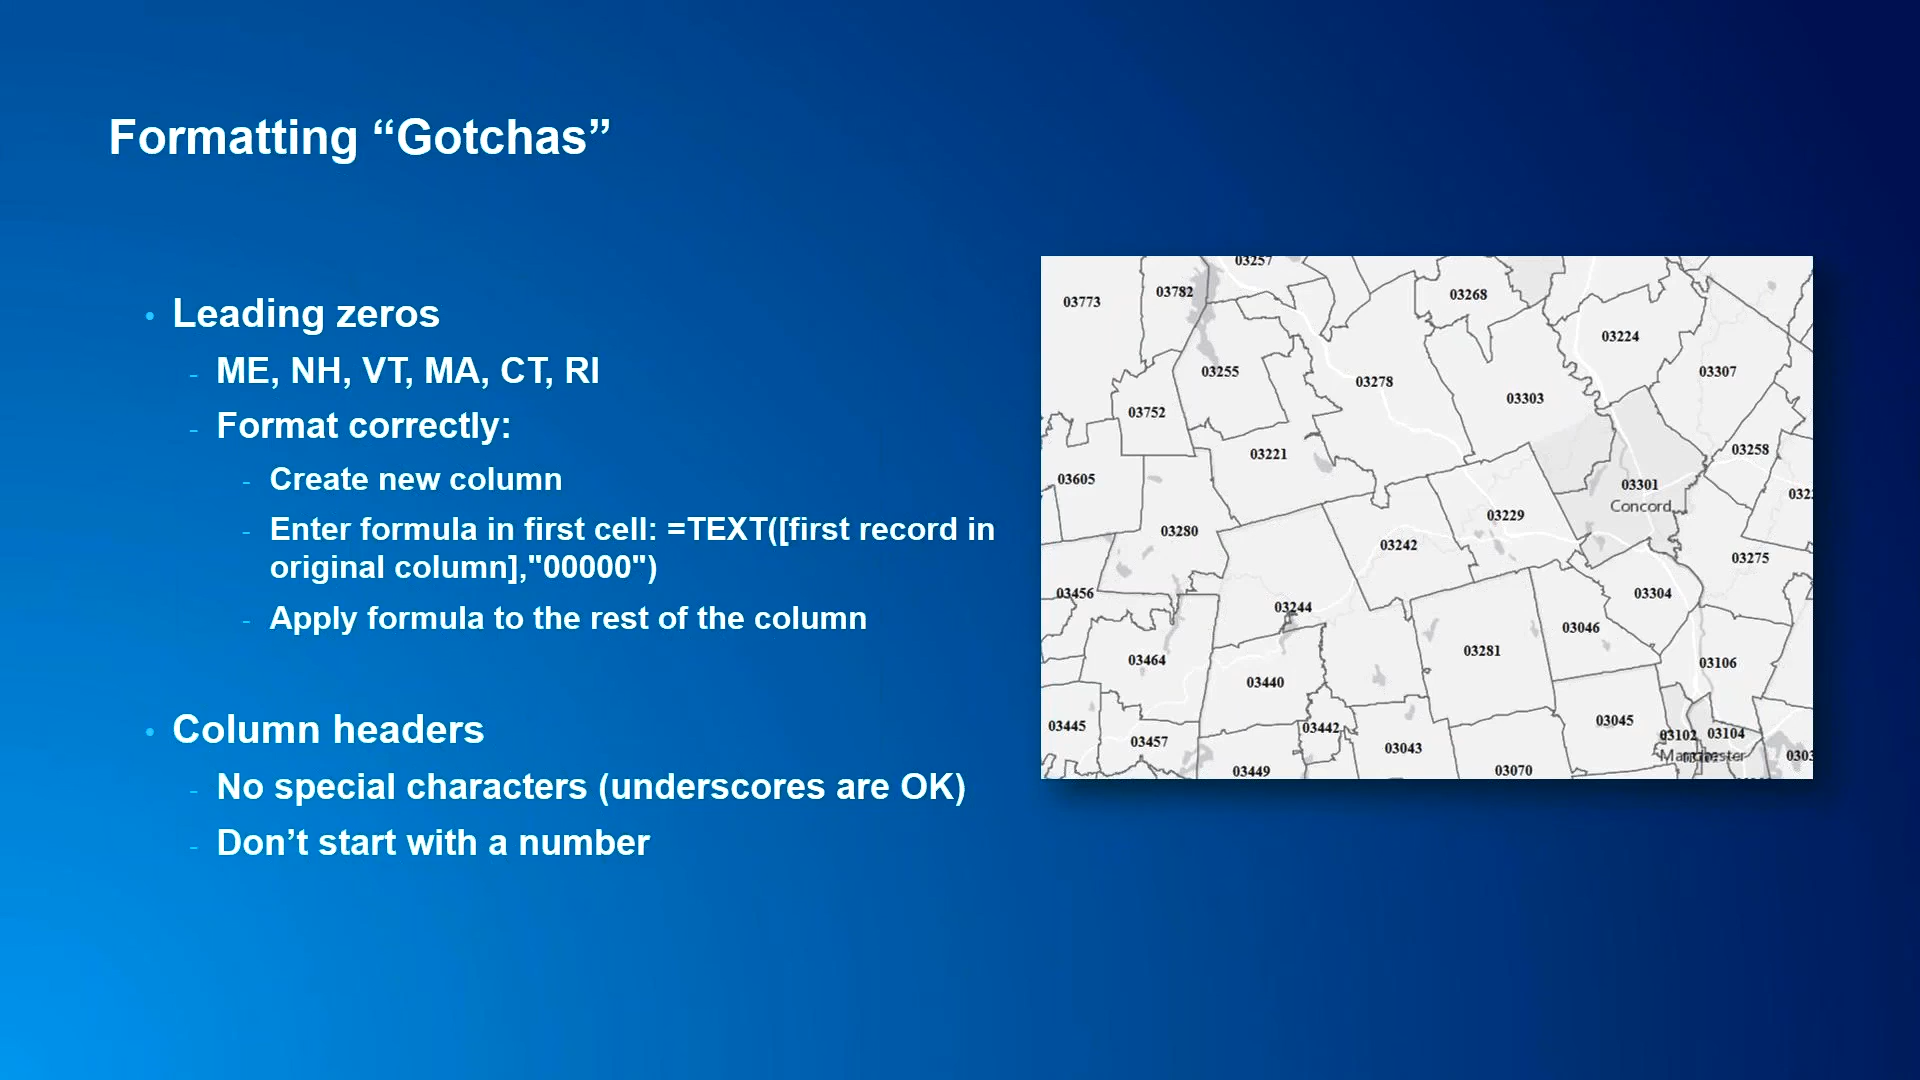 Formatting “Gotchas”
• Leading zeros
- ME, NH, VT, MA, CT, RI
- Format correctly:
- Create new column
- Enter formula in first cell: =TEXT([first record in
original column],"00000")
- Apply formula to the rest of the column
• Column headers
- No special characters (underscores are OK)
- Don’t start with a number
03257
03773
03782
03268
03224
03255
03278
03307
03303
03752
03221
03258
03605
03301
Concord
03229
03280
03242
03275
03456
03244
03304
03046
03281
03464
03106
03440
03445
03442
03045
03457
03043
03102
03104
Manchester
03449
03070